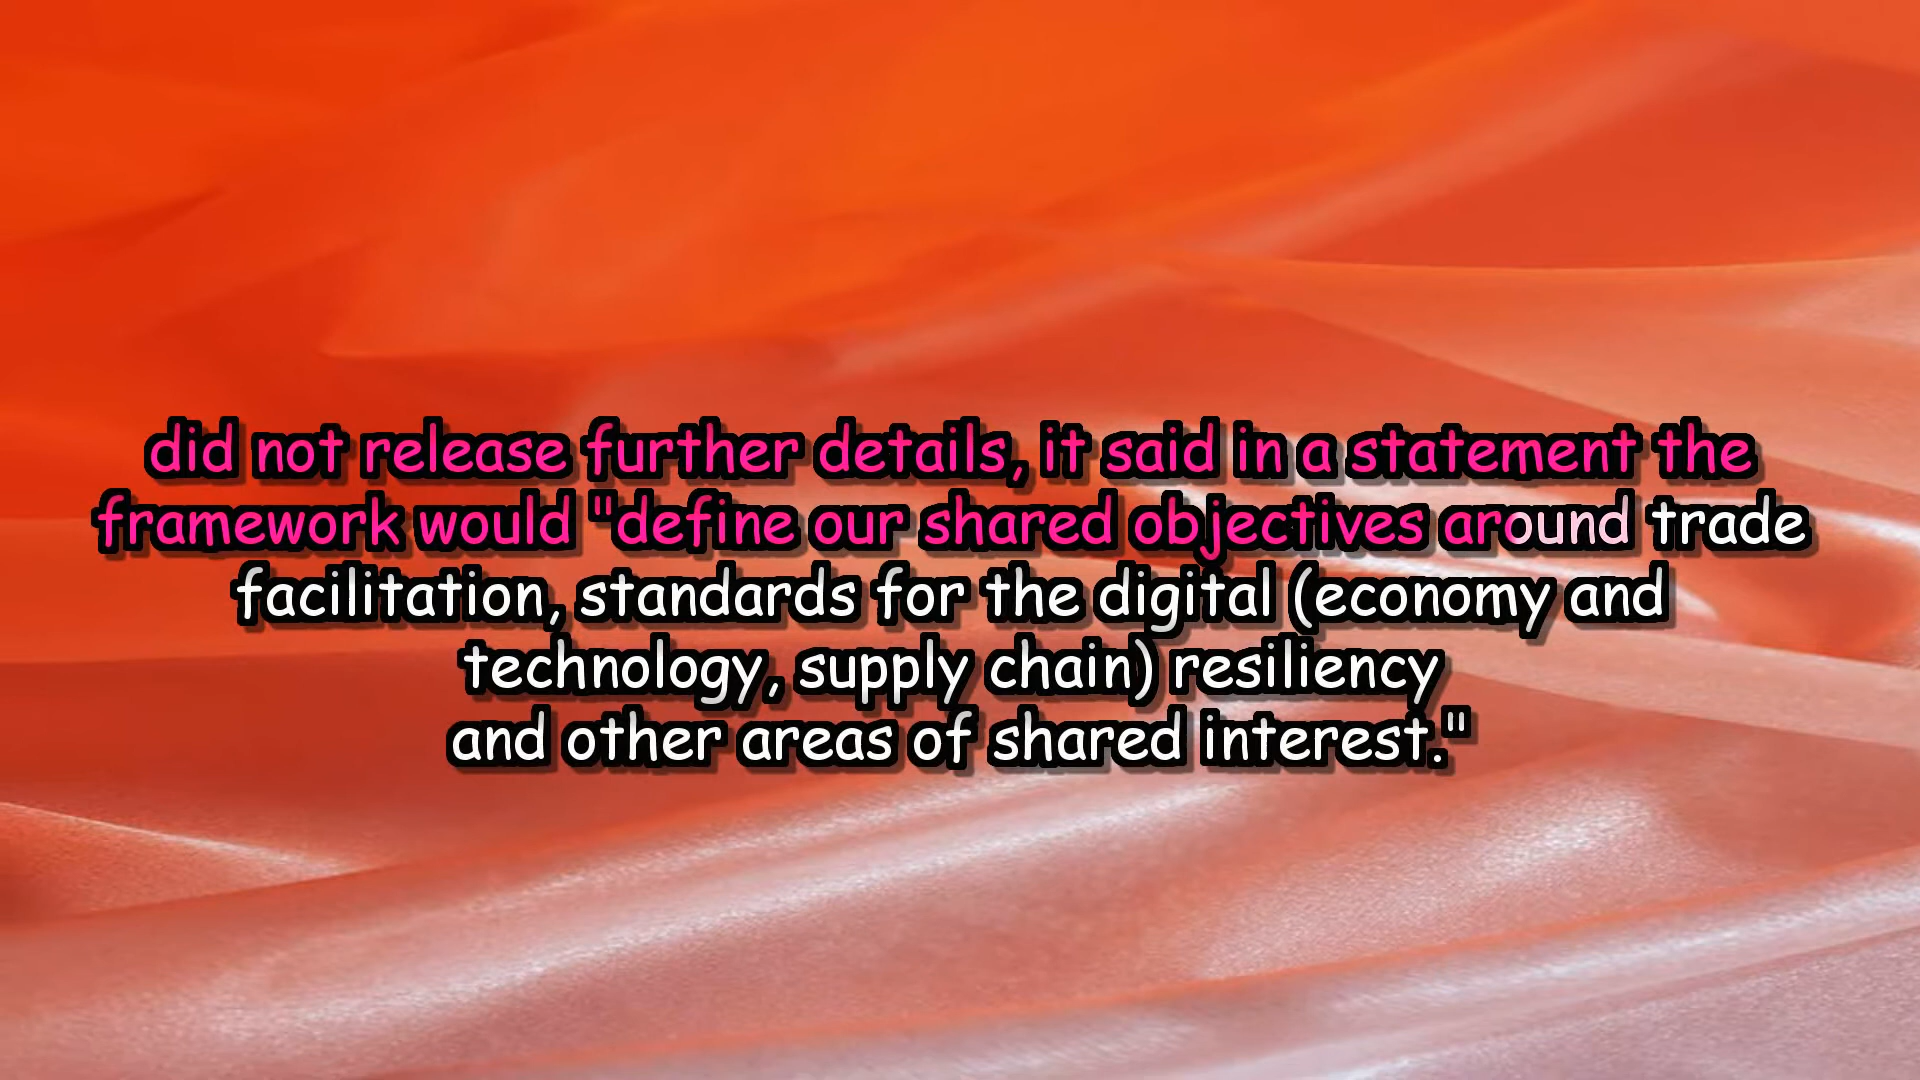 did not release further details, it said in a statement the
framework would "define our shared objectives around trade
facilitation, standards for the digital (economy and
technology, supply chain) resiliency
and other areas of shared interest."